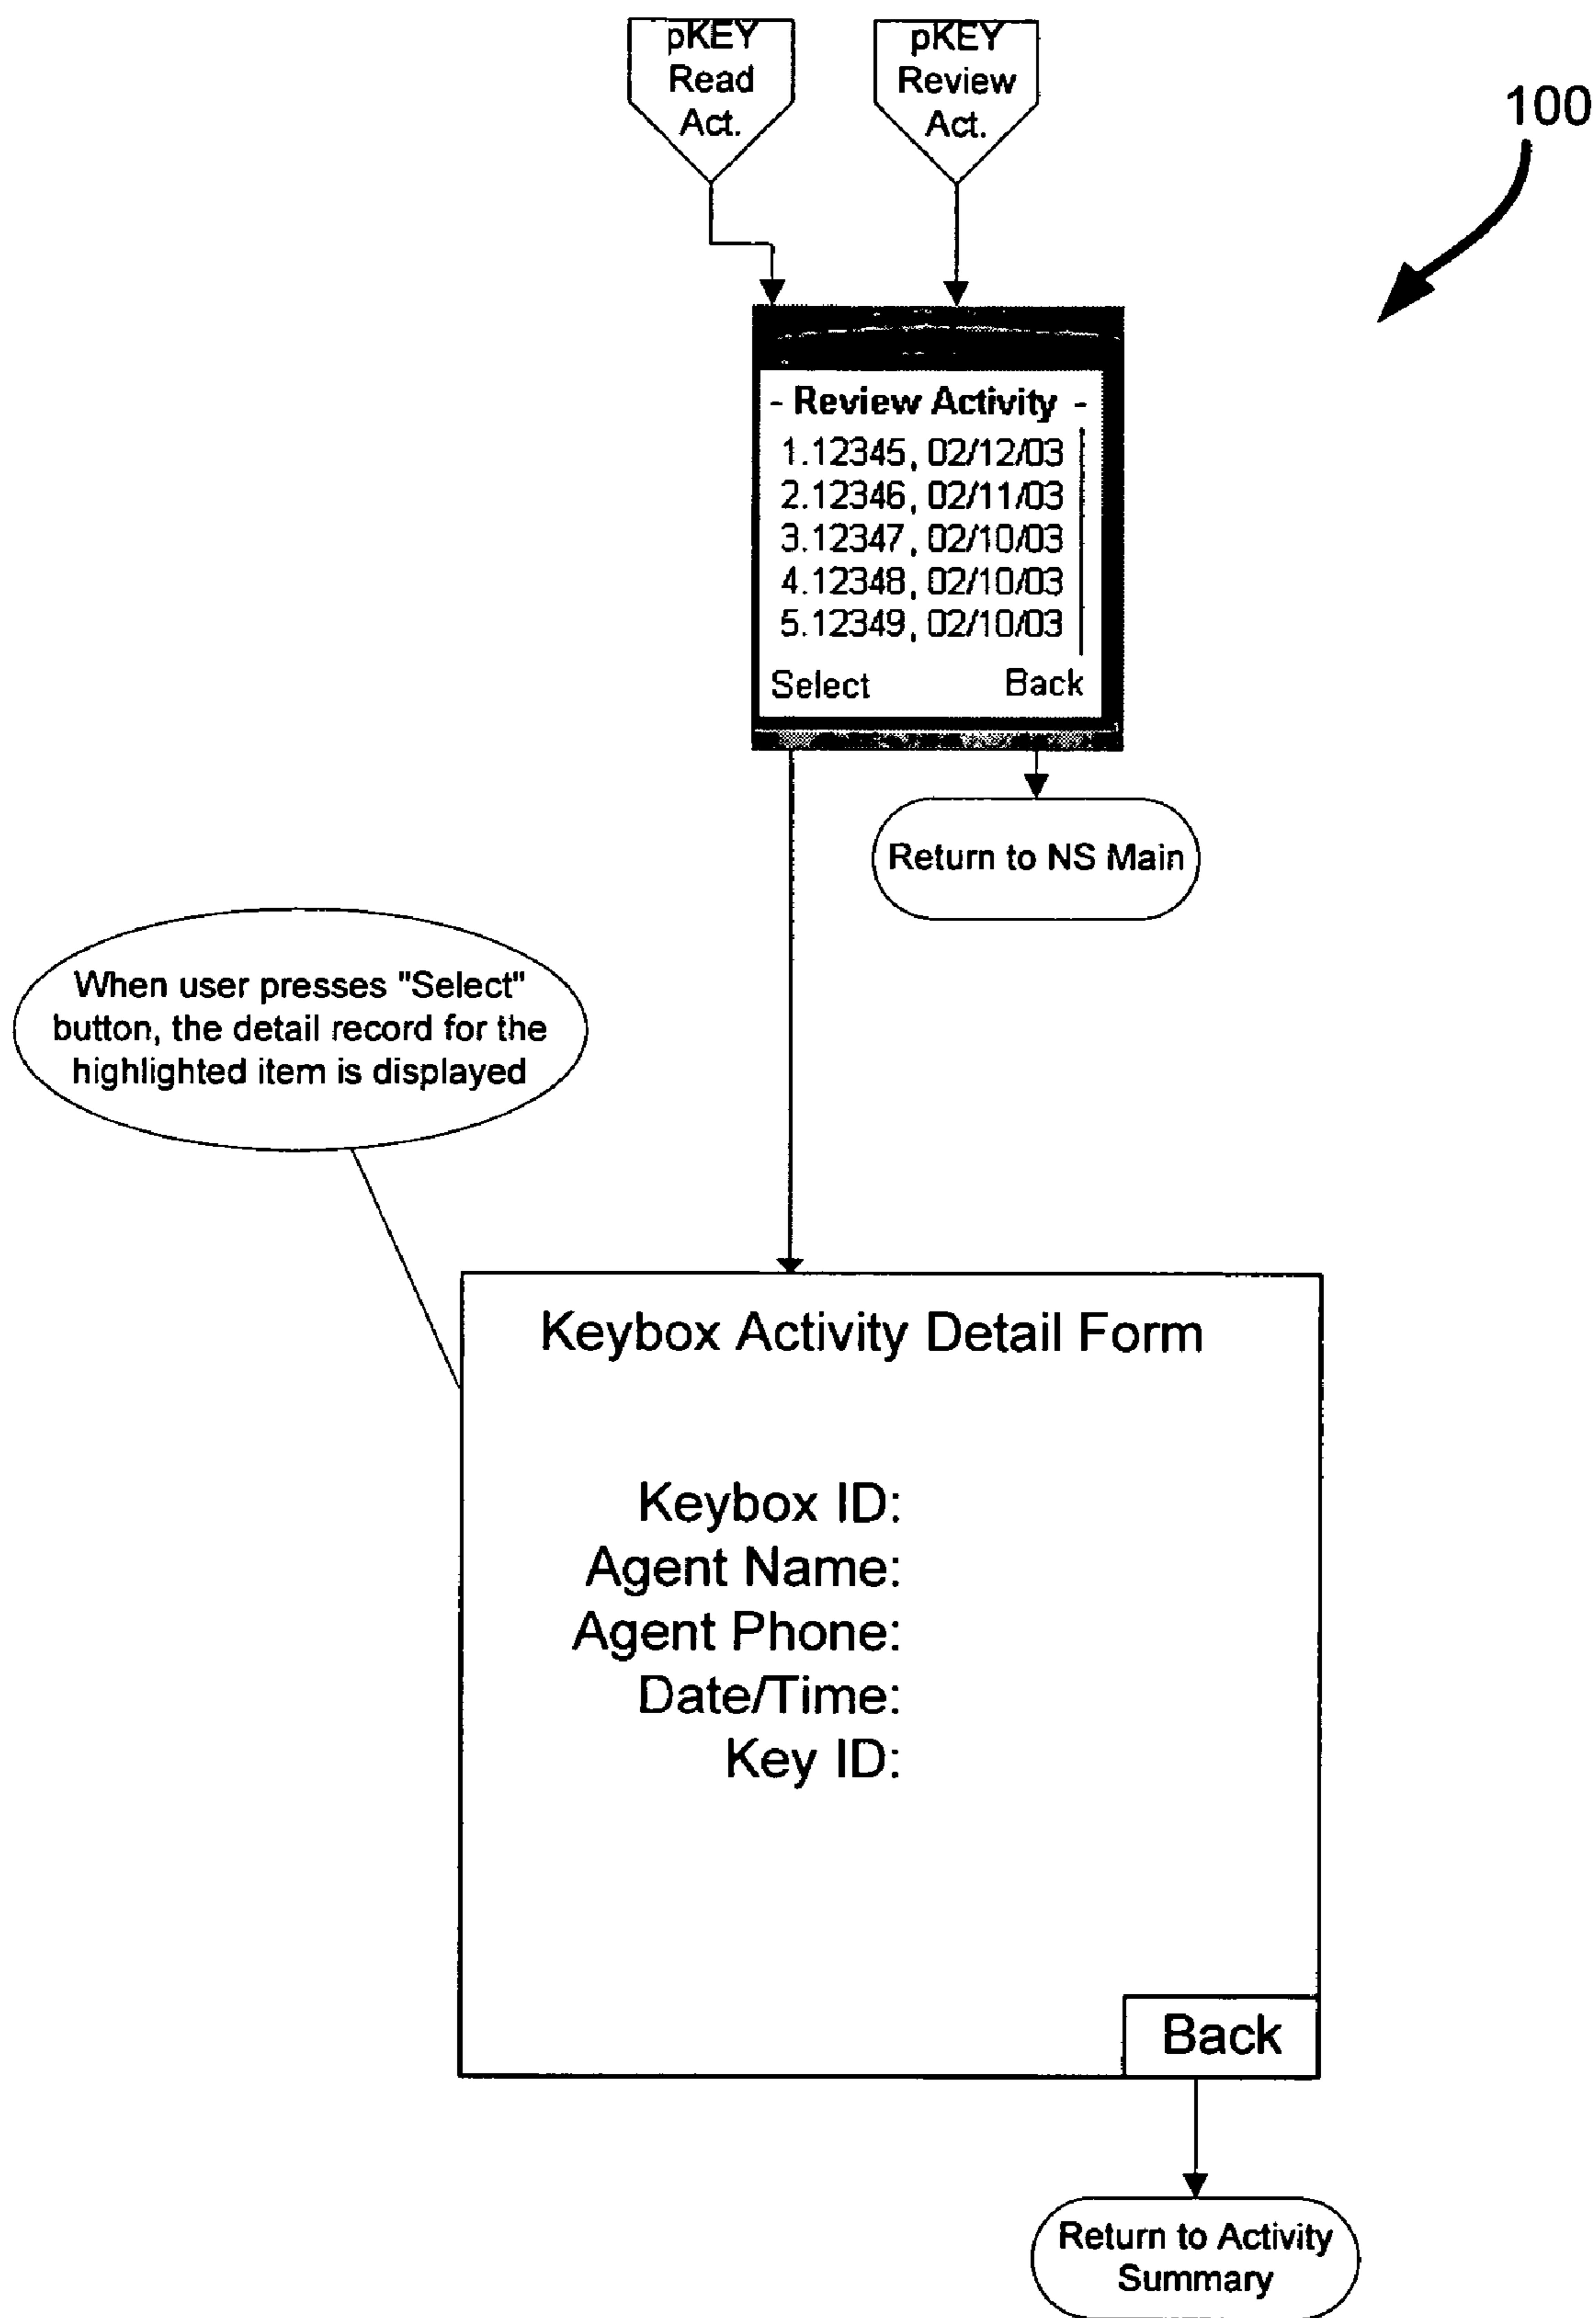 pKEY
Read
Act.
pKEY
Review
Act.
100
- Review Activity -
1.12345, 02/12/03
2.12346, 02/11/03
3.12347, 02/10/03
4.12348, 02/10/03
5.12349, 02/10/03
Select Back
Return to NS Main
When user presses "Select"
button, the detail record for the
highlighted item is displayed
Keybox Activity Detail Form
Keybox ID:
Agent Name:
Agent Phone:
Date/Time:
Key ID:
Back
Return to Activity
Summary